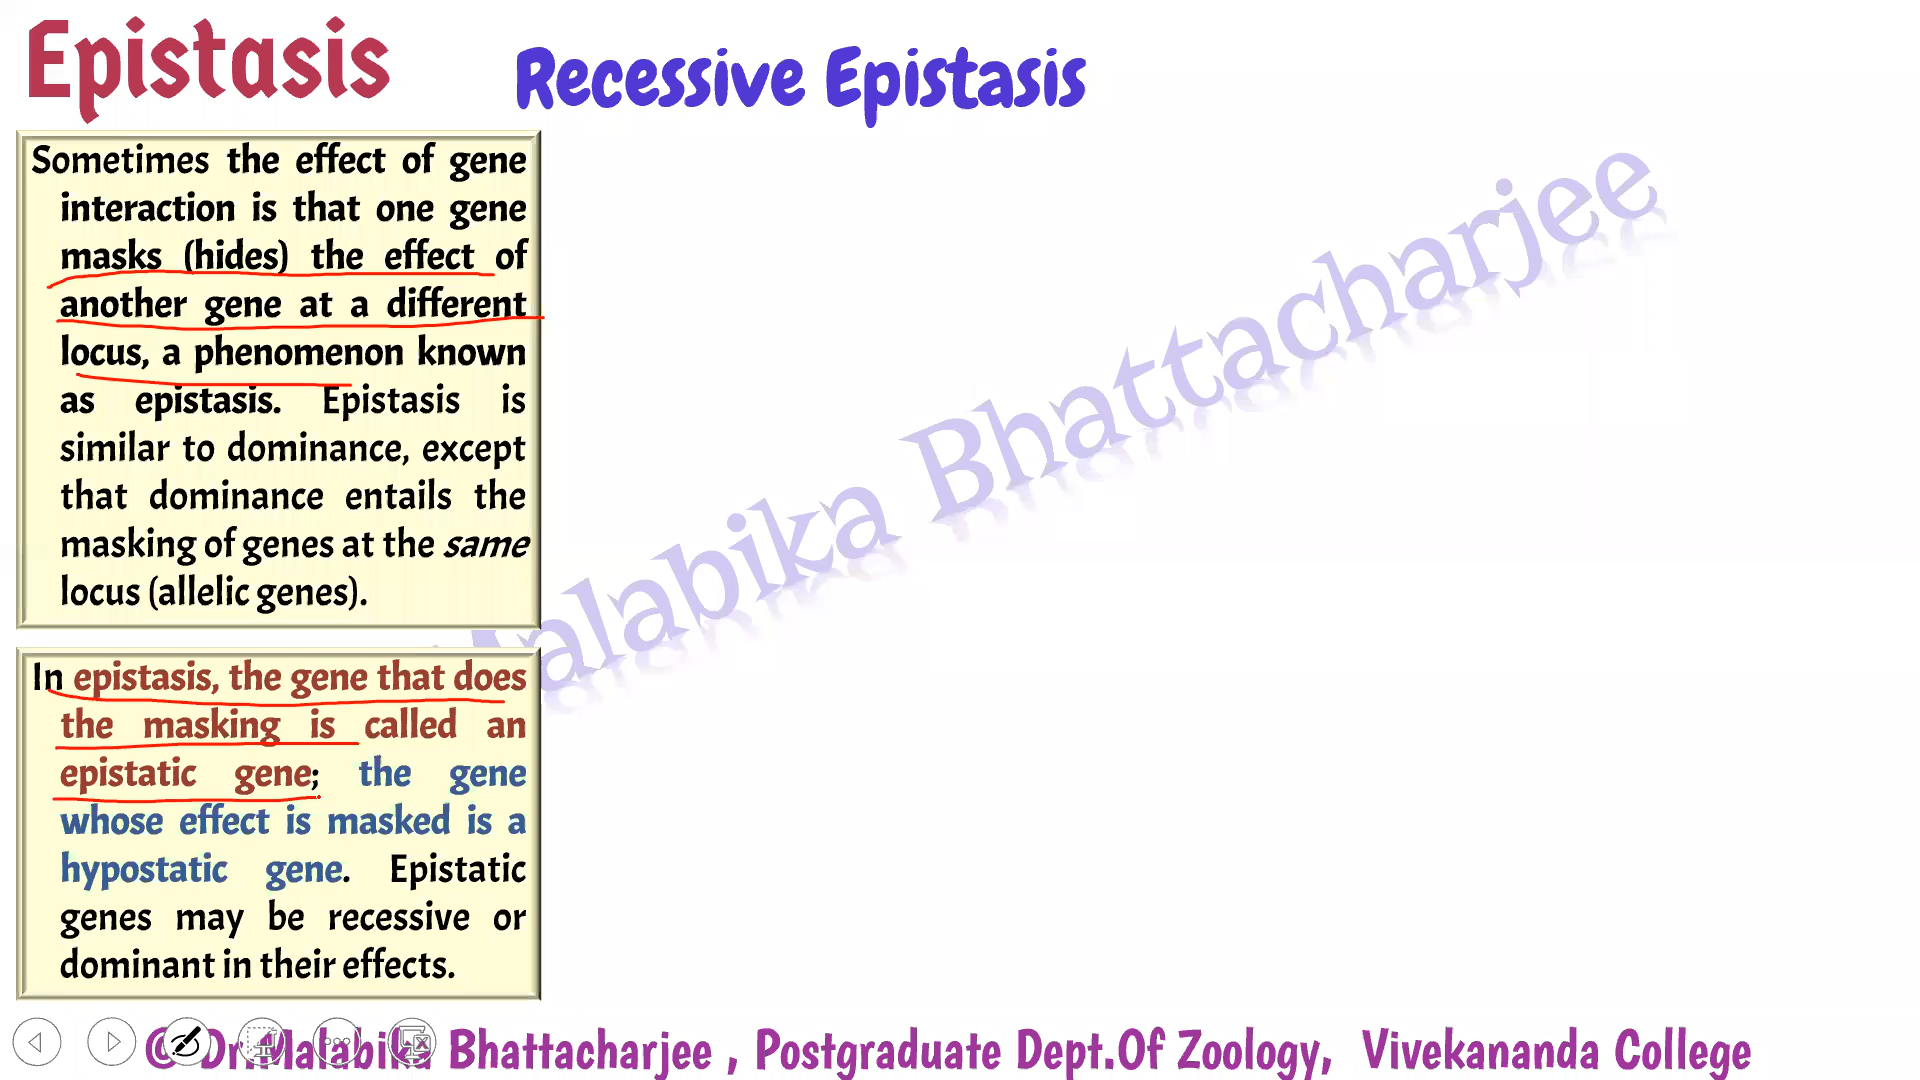 Epistasis
Recessive Epistasis
Sometimes the effect of gene
interaction is that one gene
masks (hides) the effect of
another gene at a different
locus, a phenomenon known
as epistasis. Epistasis is
similar to dominance, except
that dominance entails the
masking of genes at the same
locus (allelic genes).
Malabika Bhattacharjee
In epistasis, the gene that does
the masking is called an
epistatic gene; the gene
whose effect is masked is a
hypostatic gene. Epistatic
genes may be recessive or
dominant in their effects.
© Dr.Malabika Bhattacharjee , Postgraduate Dept.Of Zoology, Vivekananda College